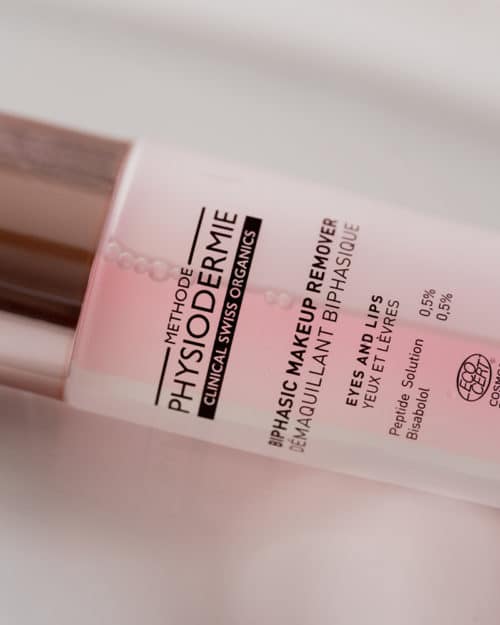 METHODE
PHYSIODERMIE
CLINICAL SWISS ORGANICS
BIPHASIC MAKEUP REMOVER
DÉMAQUILLANT BIPHASIQUE
EYES AND LIPS
YEUX ET LÈVRES
Peptide Solution 0,5%
Bisabolol 0,5%
ECO
CERT